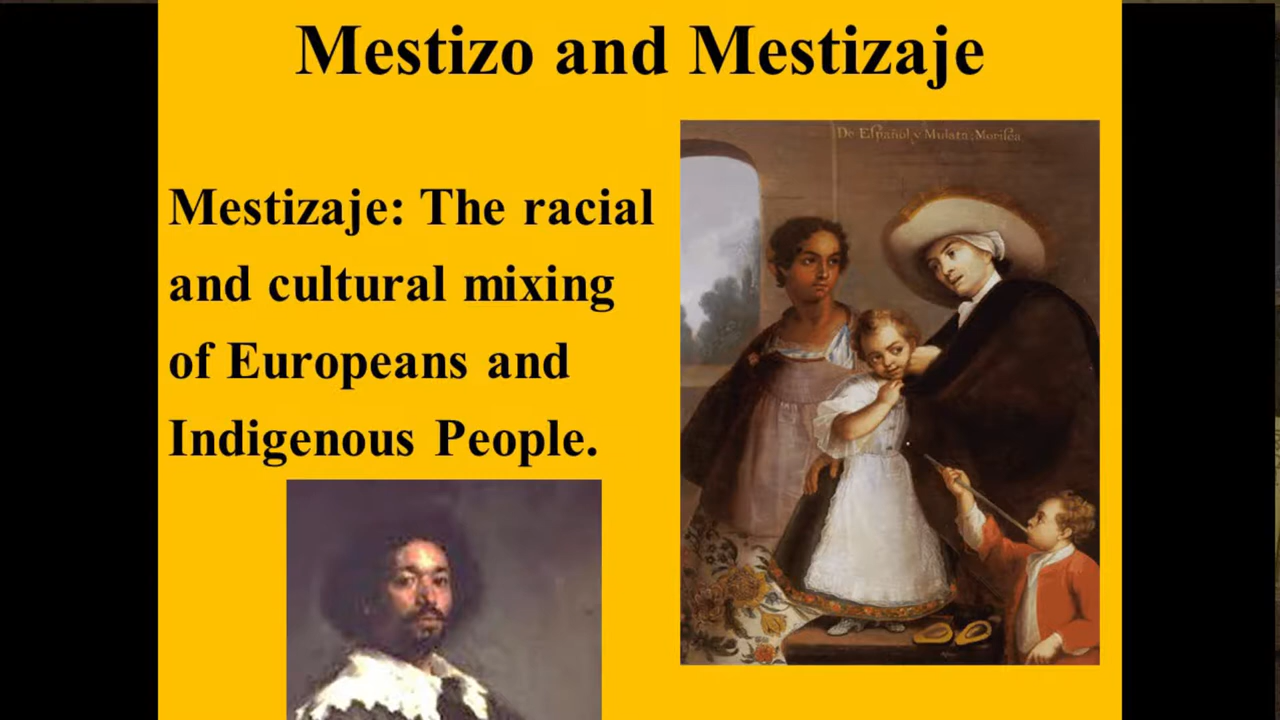 Mestizo and Mestizaje
De Eſpañol y Mulata; Moriſca
Mestizaje: The racial
and cultural mixing
of Europeans and
Indigenous People.